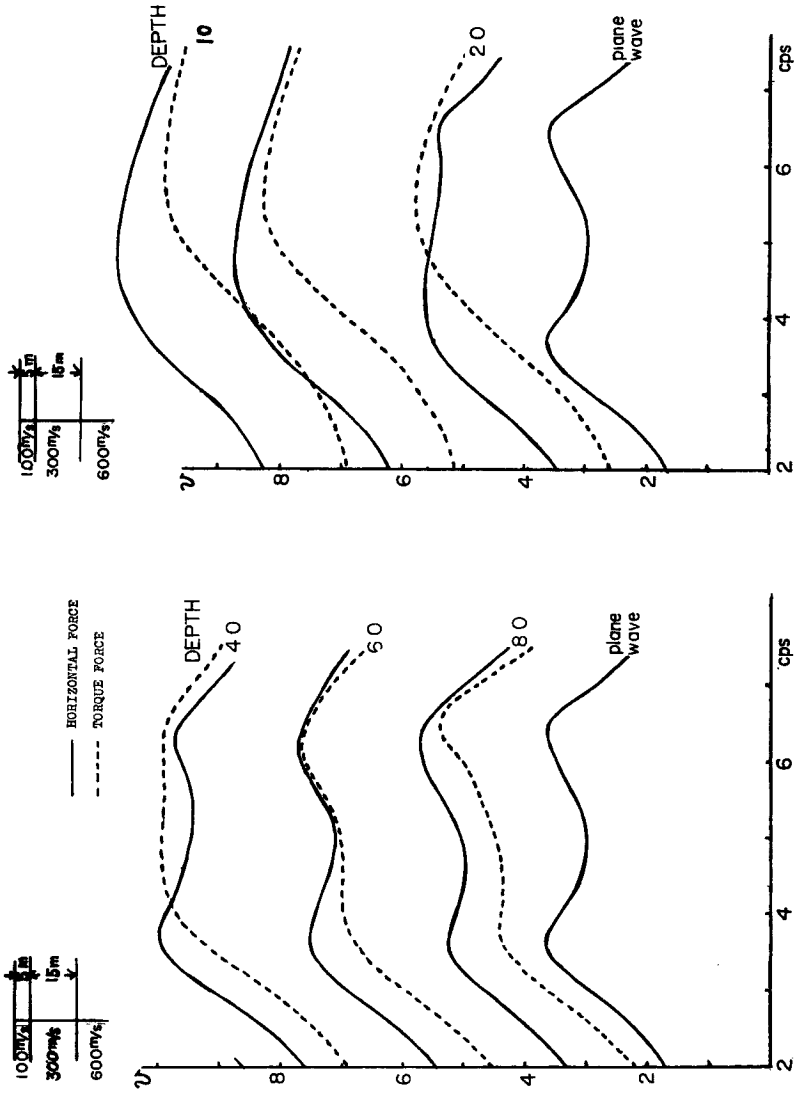 100m/s 5m
300m/s 15m
600m/s
HORIZONTAL FORCE
TORQUE FORCE
v
8
6
4
2
DEPTH
40
60
80
plane
wave
2
4
6
cps
100m/s 5m
300m/s 15m
600m/s
v
8
6
4
2
DEPTH
10
20
plane
wave
2
4
6
cps